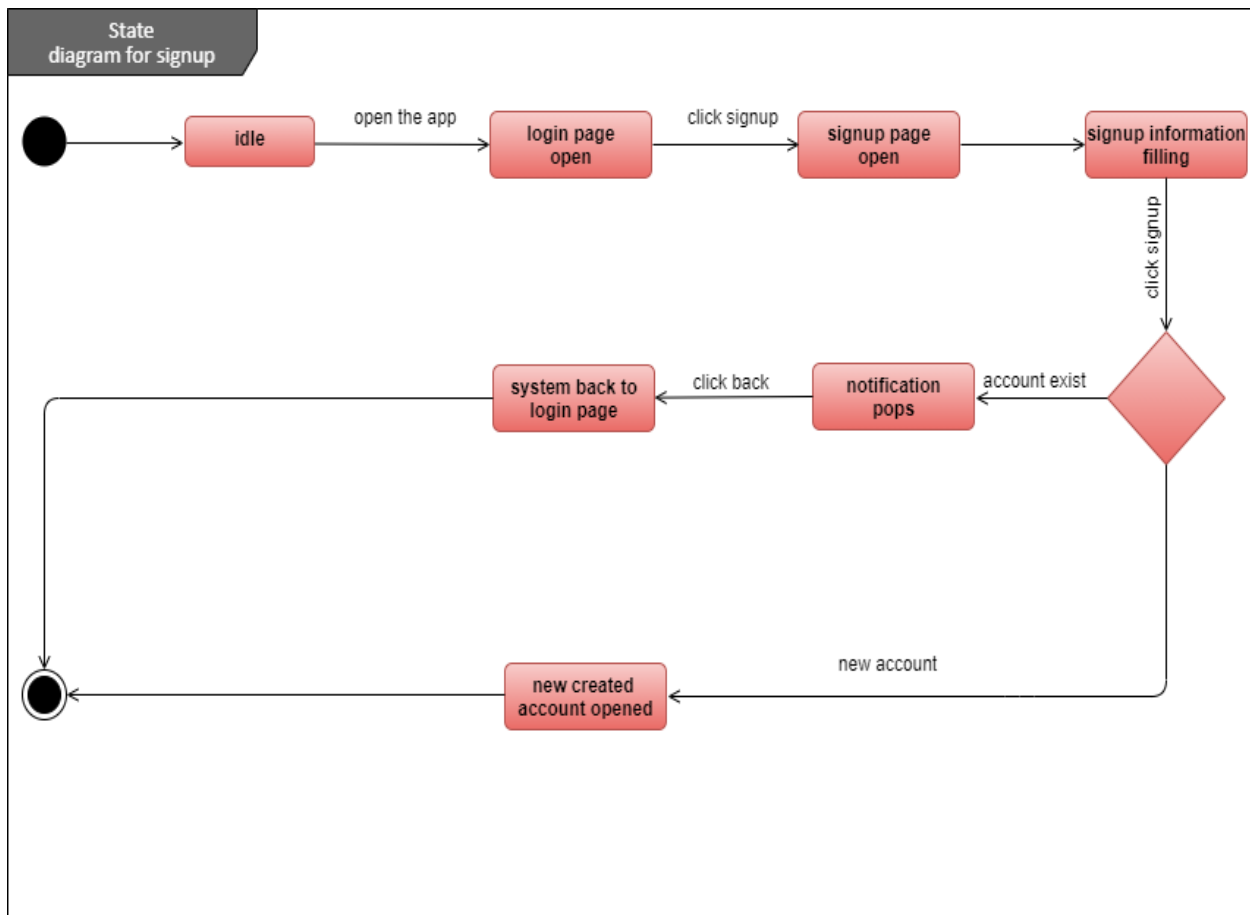 State
diagram for signup
idle
open the app
login page
open
click signup
signup page
open
signup information
filling
click signup
account exist
notification
pops
click back
system back to
login page
new account
new created
account opened